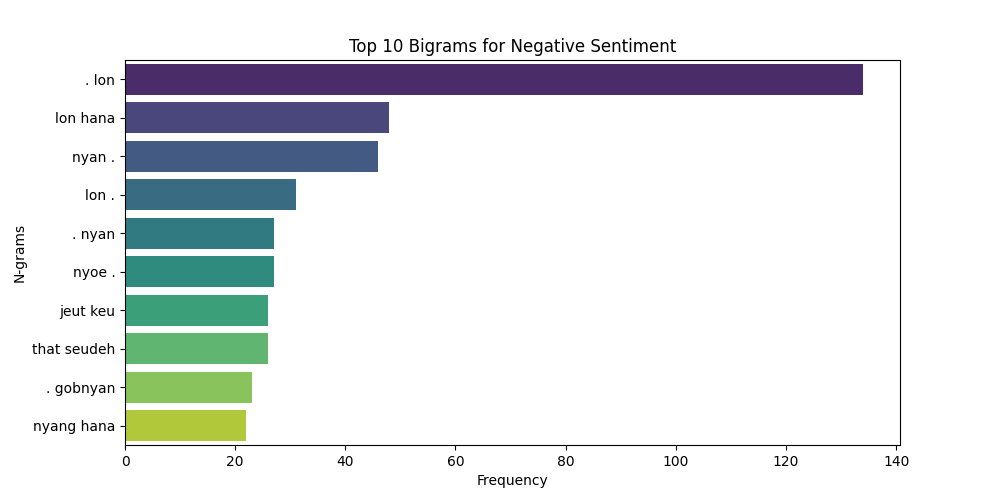 Top 10 Bigrams for Negative Sentiment
. lon
lon hana
nyan .
lon .
. nyan
nyoe .
jeut keu
that seudeh
. gobnyan
nyang hana
N-grams
0 20 40 60 80 100 120 140
Frequency